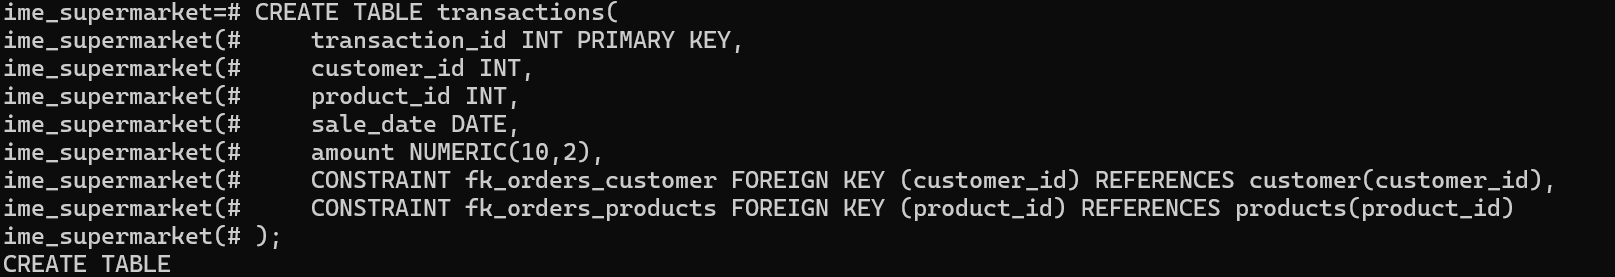 ime_supermarket=# CREATE TABLE transactions(
ime_supermarket(#     transaction_id INT PRIMARY KEY,
ime_supermarket(#     customer_id INT,
ime_supermarket(#     product_id INT,
ime_supermarket(#     sale_date DATE,
ime_supermarket(#     amount NUMERIC(10,2),
ime_supermarket(#     CONSTRAINT fk_orders_customer FOREIGN KEY (customer_id) REFERENCES customer(customer_id),
ime_supermarket(#     CONSTRAINT fk_orders_products FOREIGN KEY (product_id) REFERENCES products(product_id)
ime_supermarket(# );
CREATE TABLE